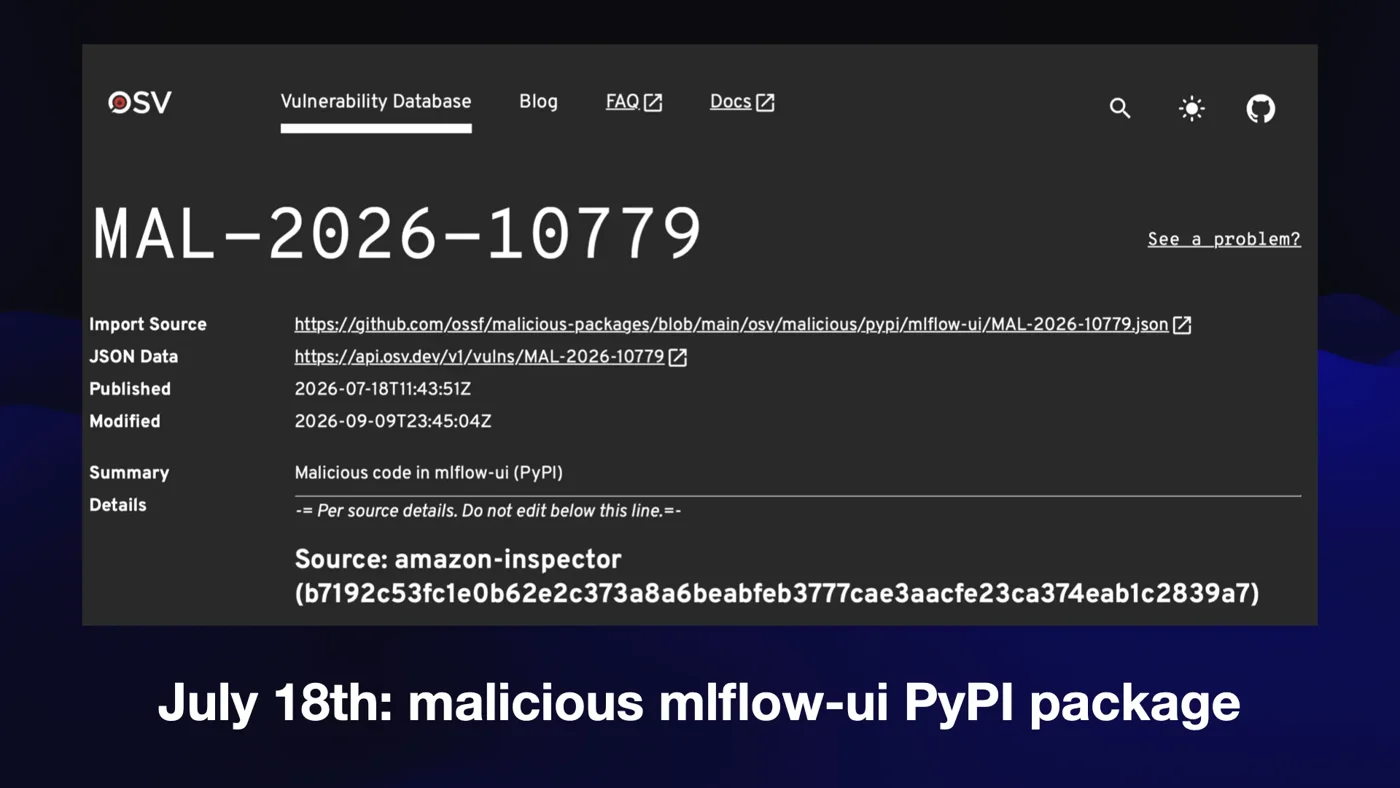 OSV
Vulnerability Database
Blog
FAQ
Docs
MAL-2026-10779
See a problem?
Import Source
https://github.com/ossf/malicious-packages/blob/main/osv/malicious/pypi/mlflow-ui/MAL-2026-10779.json
JSON Data
https://api.osv.dev/v1/vulns/MAL-2026-10779
Published
2026-07-18T11:43:51Z
Modified
2026-09-09T23:45:04Z
Summary
Malicious code in mlflow-ui (PyPI)
Details
-= Per source details. Do not edit below this line.=-
Source: amazon-inspector
(b7192c53fc1e0b62e2c373a8a6beabfeb3777cae3aacfe23ca374eab1c2839a7)
July 18th: malicious mlflow-ui PyPI package